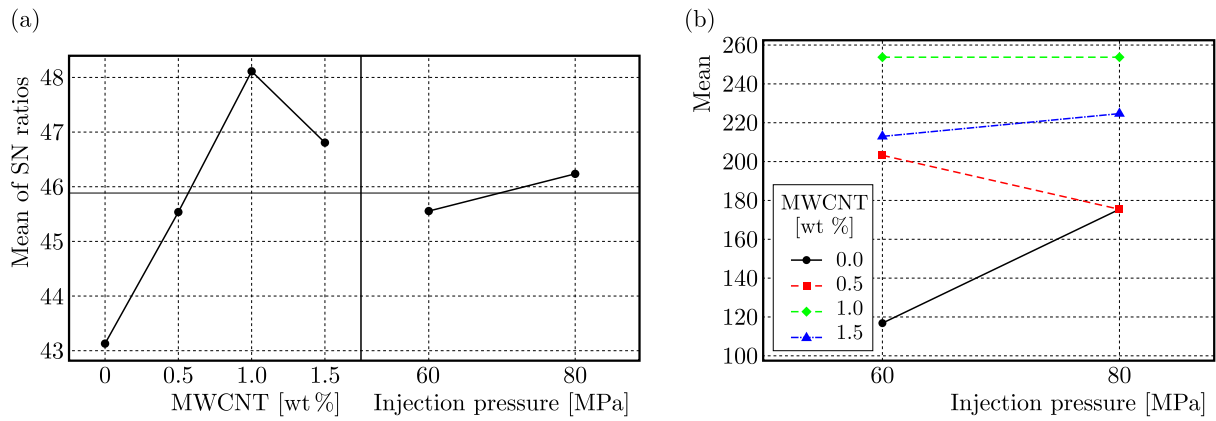 (a)
Mean of SN ratios
48
47
46
45
44
43
0 0.5 1.0 1.5 60 80
MWCNT [wt %] Injection pressure [MPa]
(b)
Mean
260
240
220
200
180
160
140
120
100
MWCNT
[wt %]
0.0
0.5
1.0
1.5
60 80
Injection pressure [MPa]